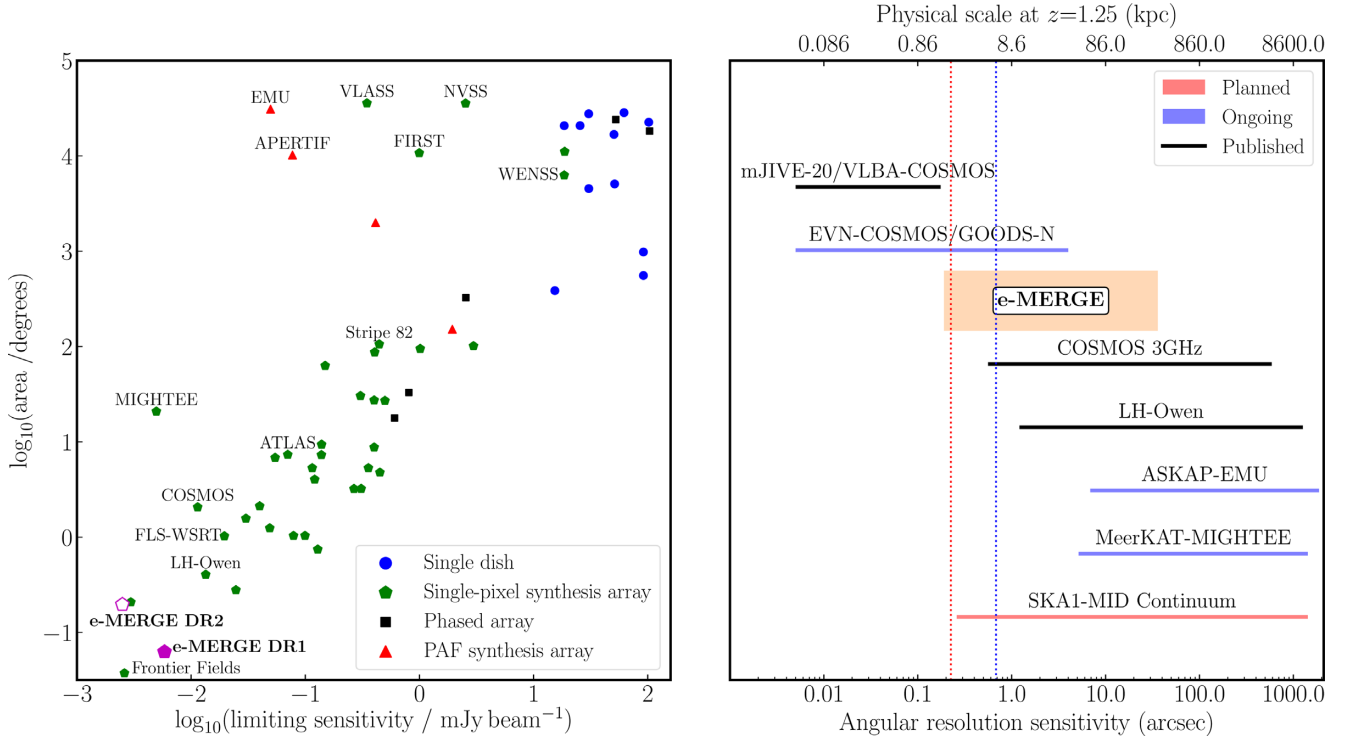 5
4
3
2
1
0
−1
log10(area /degrees)
EMU
VLASS
NVSS
APERTIF
FIRST
WENSS
Stripe 82
MIGHTEE
ATLAS
COSMOS
FLS-WSRT
LH-Owen
e-MERGE DR2
e-MERGE DR1
Frontier Fields
Single dish
Single-pixel synthesis array
Phased array
PAF synthesis array
−3 −2 −1 0 1 2
log10(limiting sensitivity / mJy beam−1)
Physical scale at z=1.25 (kpc)
0.086 0.86 8.6 86.0 860.0 8600.0
Planned
Ongoing
Published
mJIVE-20/VLBA-COSMOS
EVN-COSMOS/GOODS-N
e-MERGE
COSMOS 3GHz
LH-Owen
ASKAP-EMU
MeerKAT-MIGHTEE
SKA1-MID Continuum
0.01 0.1 1.0 10.0 100.0 1000.0
Angular resolution sensitivity (arcsec)